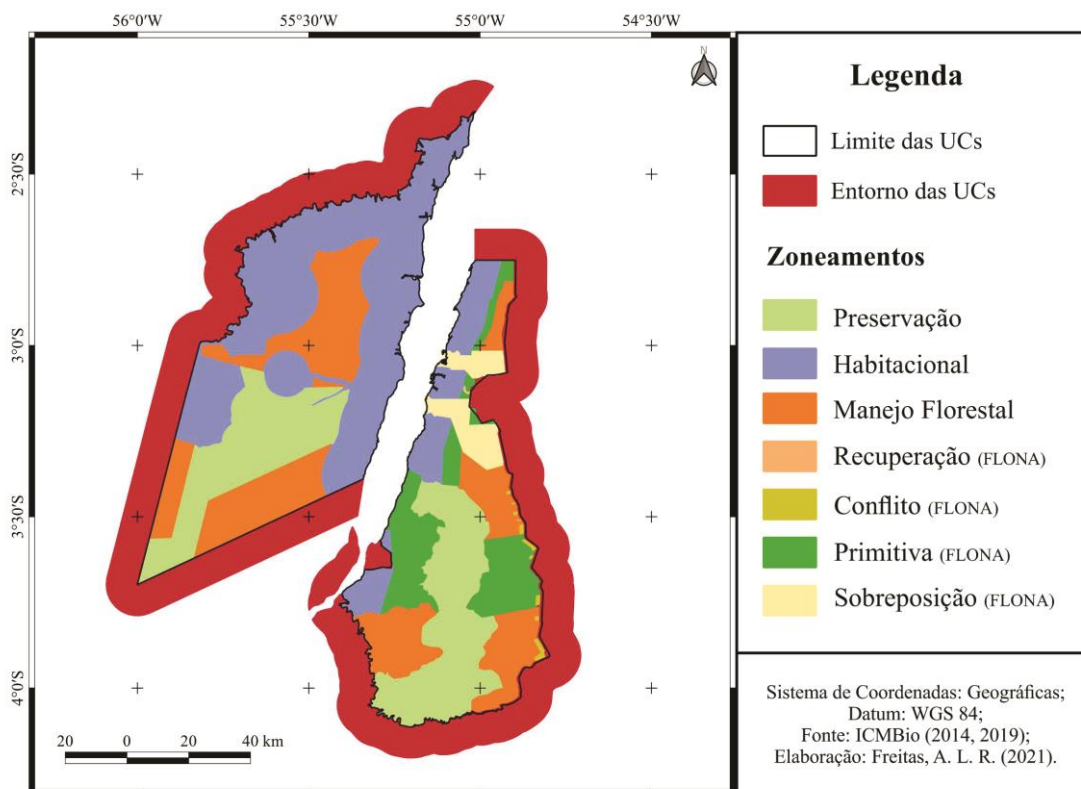 56°0'W 55°30'W 55°0'W 54°30'W
N
2°30'S
3°0'S
3°30'S
4°0'S
20 0 20 40 km
Legenda
Limite das UCs
Entorno das UCs
Zoneamentos
Preservação
Habitacional
Manejo Florestal
Recuperação (FLONA)
Conflito (FLONA)
Primitiva (FLONA)
Sobreposição (FLONA)
Sistema de Coordenadas: Geográficas;
Datum: WGS 84;
Fonte: ICMBio (2014, 2019);
Elaboração: Freitas, A. L. R. (2021).